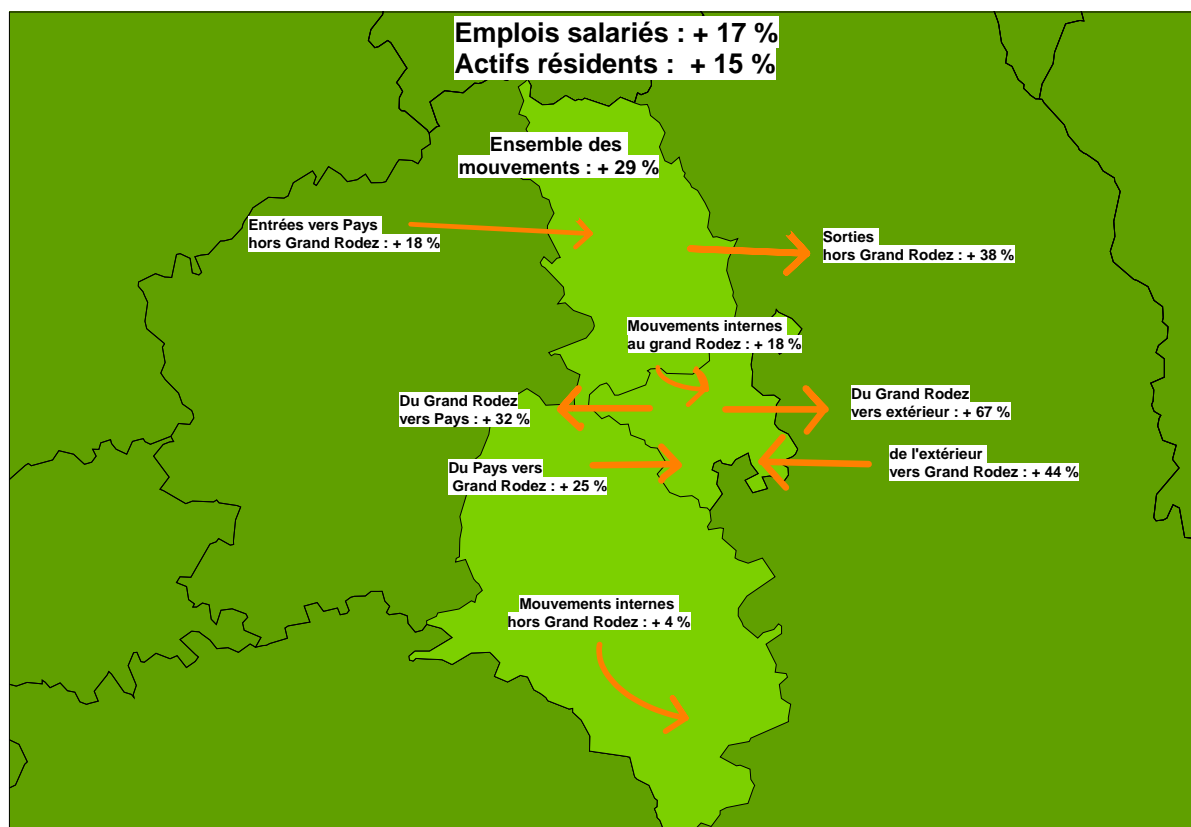 Emplois salariés : + 17 %
Actifs résidents : + 15 %
Ensemble des
mouvements : + 29 %
Entrées vers Pays
hors Grand Rodez : + 18 %
Sorties
hors Grand Rodez : + 38 %
Mouvements internes
au grand Rodez : + 18 %
Du Grand Rodez
vers Pays : + 32 %
Du Grand Rodez
vers extérieur : + 67 %
Du Pays vers
Grand Rodez : + 25 %
de l'extérieur
vers Grand Rodez : + 44 %
Mouvements internes
hors Grand Rodez : + 4 %